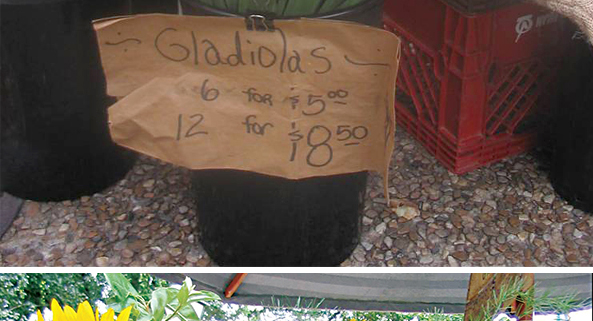 ~ Gladiolas ~
6 for $5.00
12 for $8.50